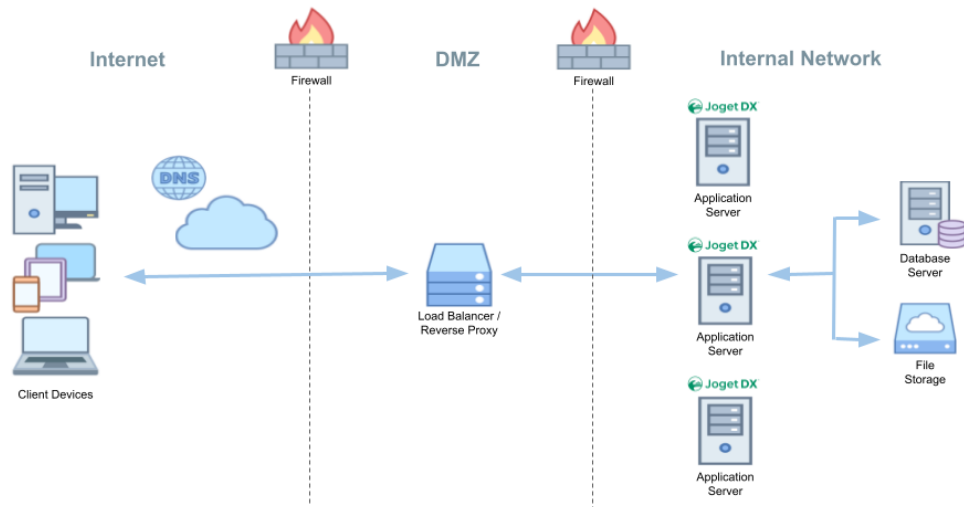 Internet
DMZ
Internal Network
Firewall
Firewall
Joget DX
Application
Server
DNS
Joget DX
Application
Server
Database
Server
Load Balancer /
Reverse Proxy
File
Storage
Joget DX
Application
Server
Client Devices